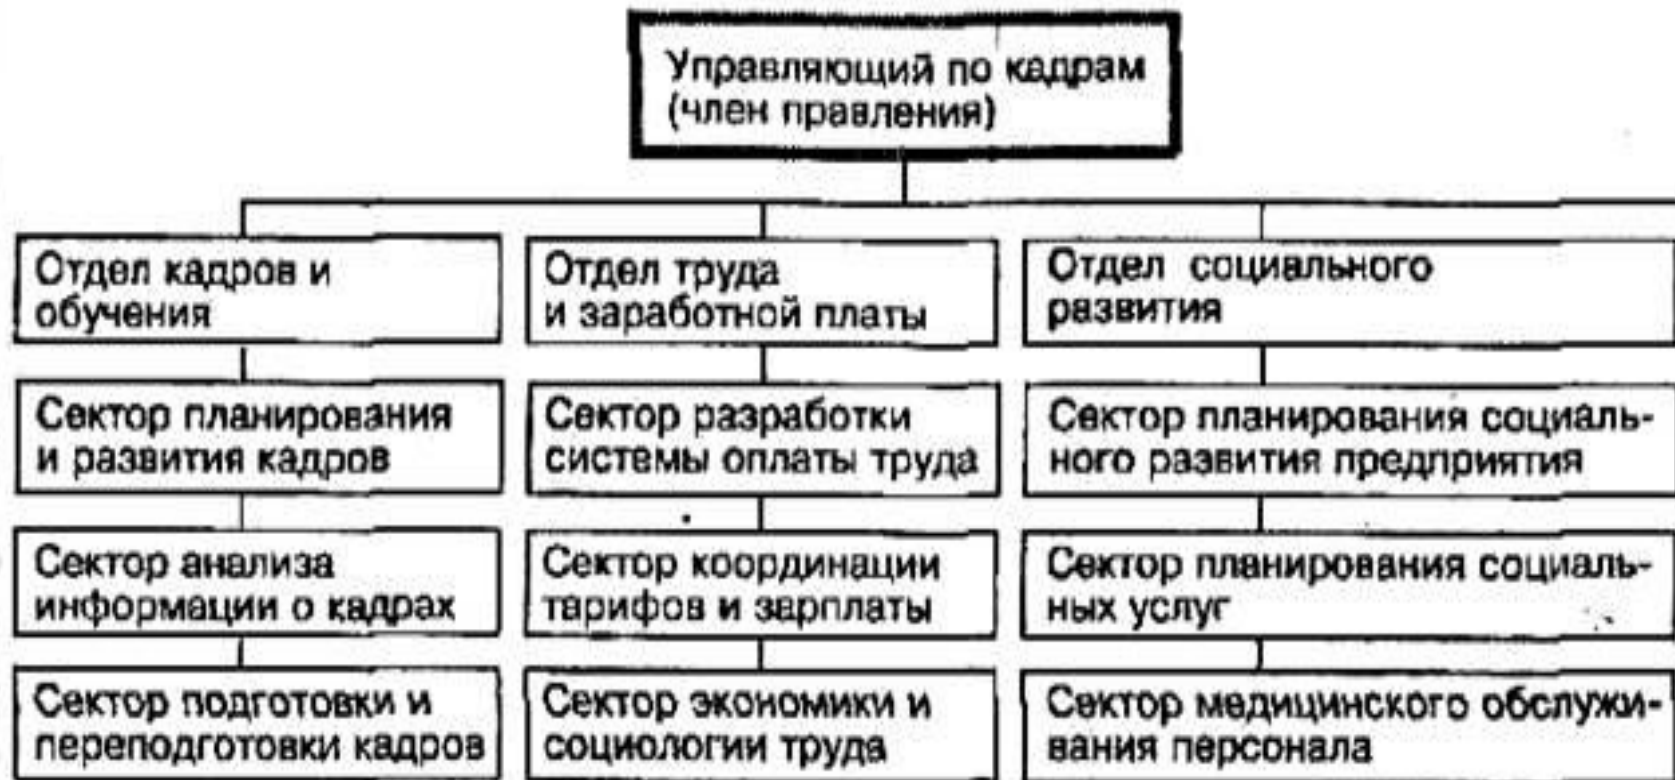 Управляющий по кадрам
(член правления)
Отдел кадров и
обучения
Отдел труда
и заработной платы
Отдел социального
развития
Сектор планирования
и развития кадров
Сектор разработки
системы оплаты труда
Сектор планирования социаль-
ного развития предприятия
Сектор анализа
информации о кадрах
Сектор координации
тарифов и зарплаты
Сектор планирования социаль-
ных услуг
Сектор подготовки и
переподготовки кадров
Сектор экономики и
социологии труда
Сектор медицинского обслужи-
вания персонала